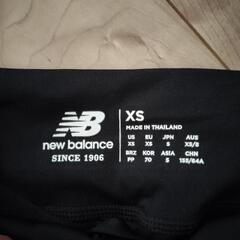 XS
MADE IN THAILAND
NB
new balance
SINCE 1906
US EU JPN AUS
XS XS S XS/8
BRZ KOR ASIA CHN
PP 70 S 155/64A